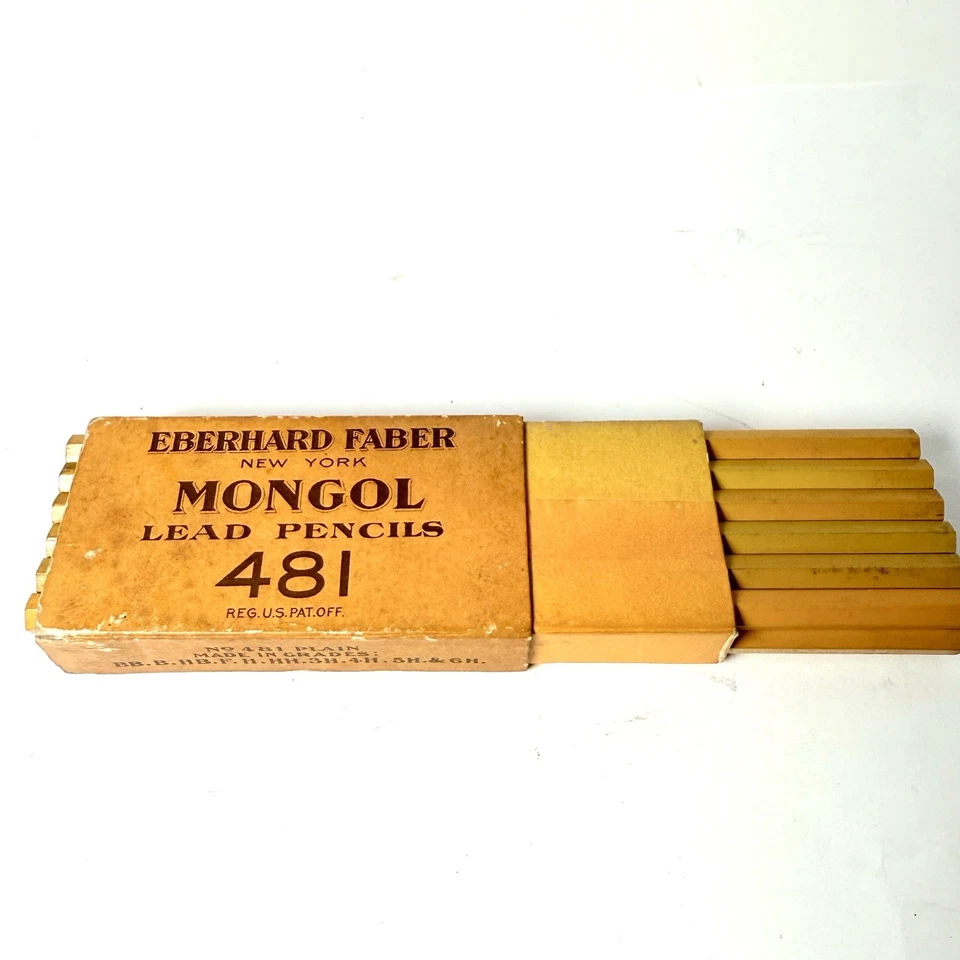 EBERHARD FABER
NEW YORK
MONGOL
LEAD PENCILS
481
REG. U.S. PAT. OFF.
No 481 PLAIN
MADE IN GRADES:
BB. B. HB. F. H. HH. 3H. 4H. 5H. & 6H.